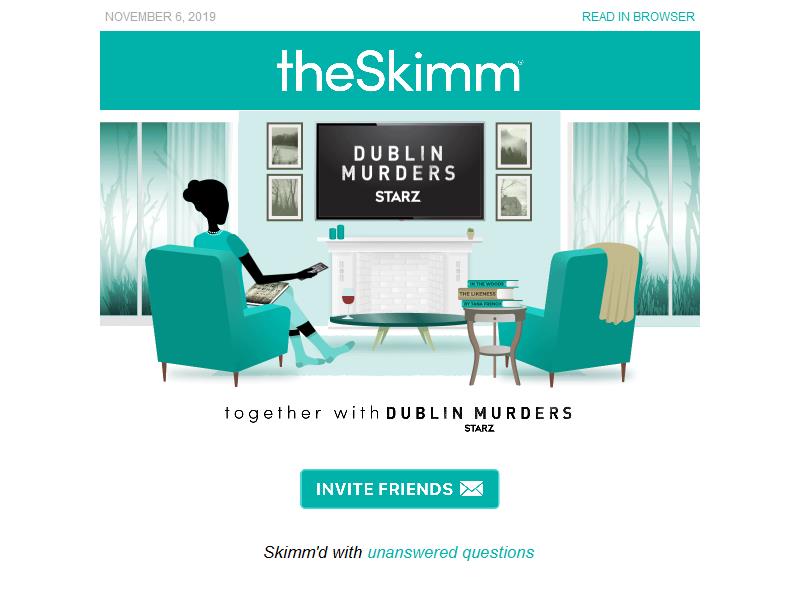 NOVEMBER 6, 2019
READ IN BROWSER
theSkimm
DUBLIN
MURDERS
STARZ
IN THE WOODS
THE LIKENESS
BY TANA FRENCH
together with DUBLIN MURDERS
STARZ
INVITE FRIENDS
Skimm'd with unanswered questions